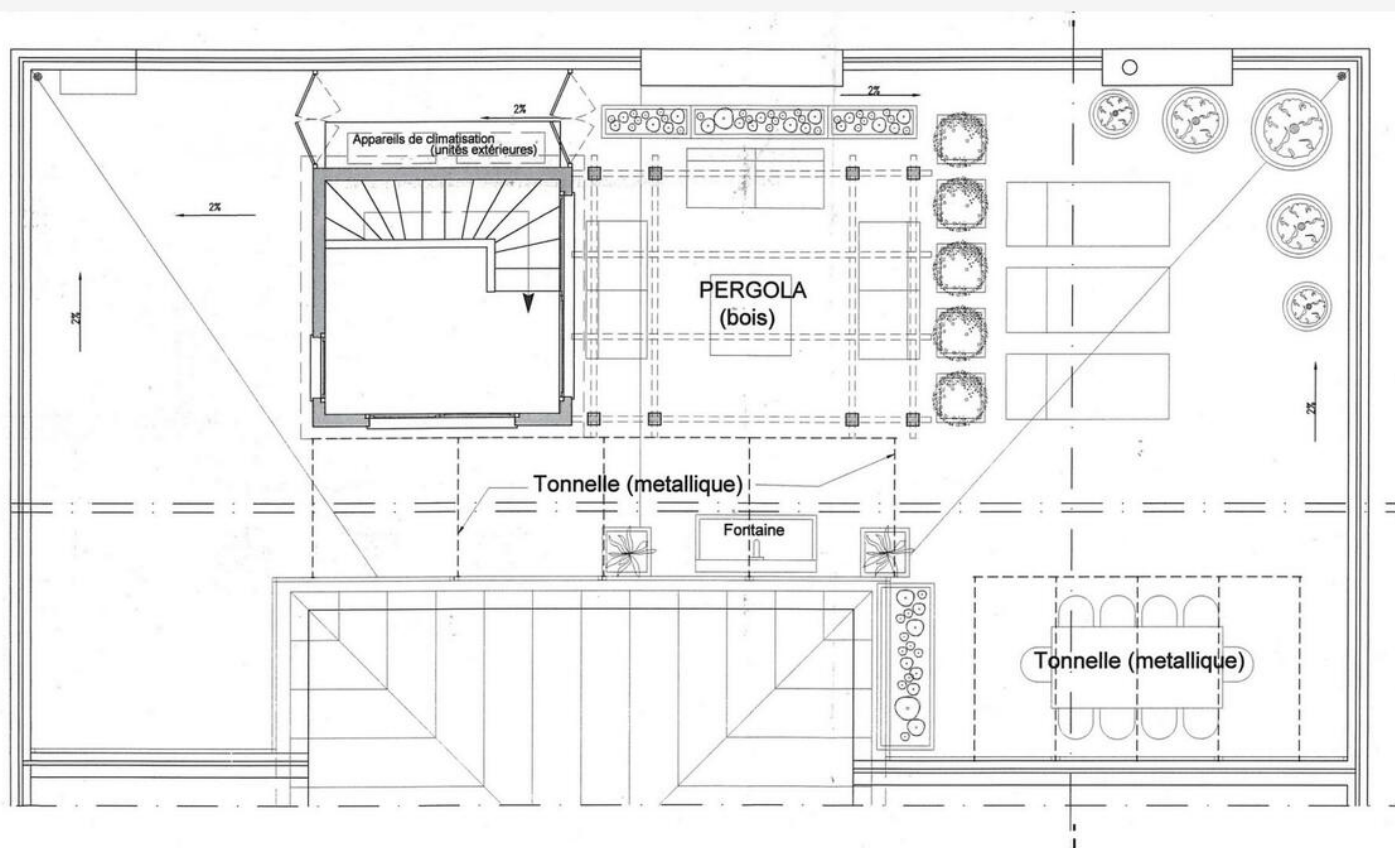 2%
2%
Appareils de climatisation
(unités extérieures)
2%
PERGOLA
(bois)
2%
2%
Tonnelle (metallique)
Fontaine
Tonnelle (metallique)